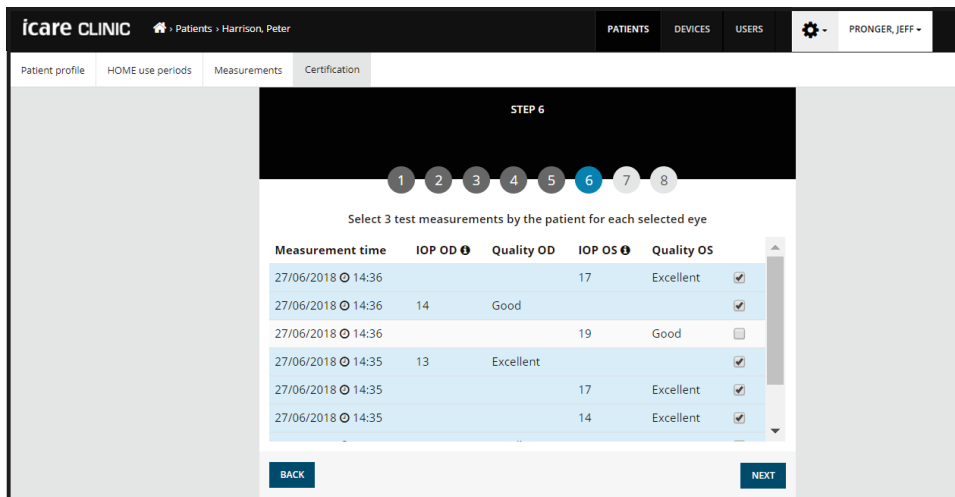 icare CLINIC › Patients › Harrison, Peter PATIENTS DEVICES USERS PRONGER, JEFF
Patient profile HOME use periods Measurements Certification
STEP 6
1 2 3 4 5 6 7 8
Select 3 test measurements by the patient for each selected eye
Measurement time IOP OD Quality OD IOP OS Quality OS
27/06/2018 14:36 17 Excellent
27/06/2018 14:36 14 Good
27/06/2018 14:36 19 Good
27/06/2018 14:35 13 Excellent
27/06/2018 14:35 17 Excellent
27/06/2018 14:35 14 Excellent
BACK NEXT